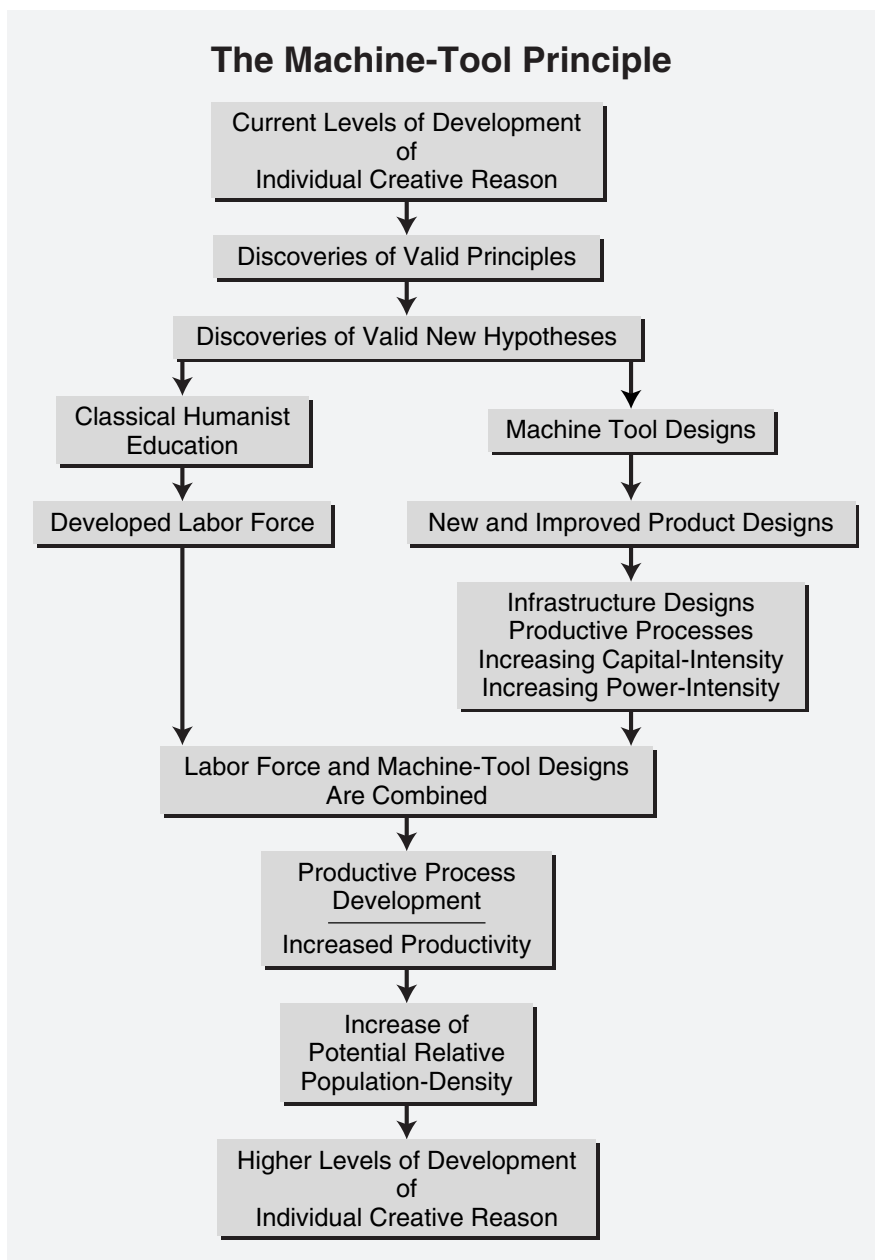 The Machine-Tool Principle
Current Levels of Development
of
Individual Creative Reason
Discoveries of Valid Principles
Discoveries of Valid New Hypotheses
Classical Humanist
Education
Developed Labor Force
Machine Tool Designs
New and Improved Product Designs
Infrastructure Designs
Productive Processes
Increasing Capital-Intensity
Increasing Power-Intensity
Labor Force and Machine-Tool Designs
Are Combined
Productive Process
Development
Increased Productivity
Increase of
Potential Relative
Population-Density
Higher Levels of Development
of
Individual Creative Reason